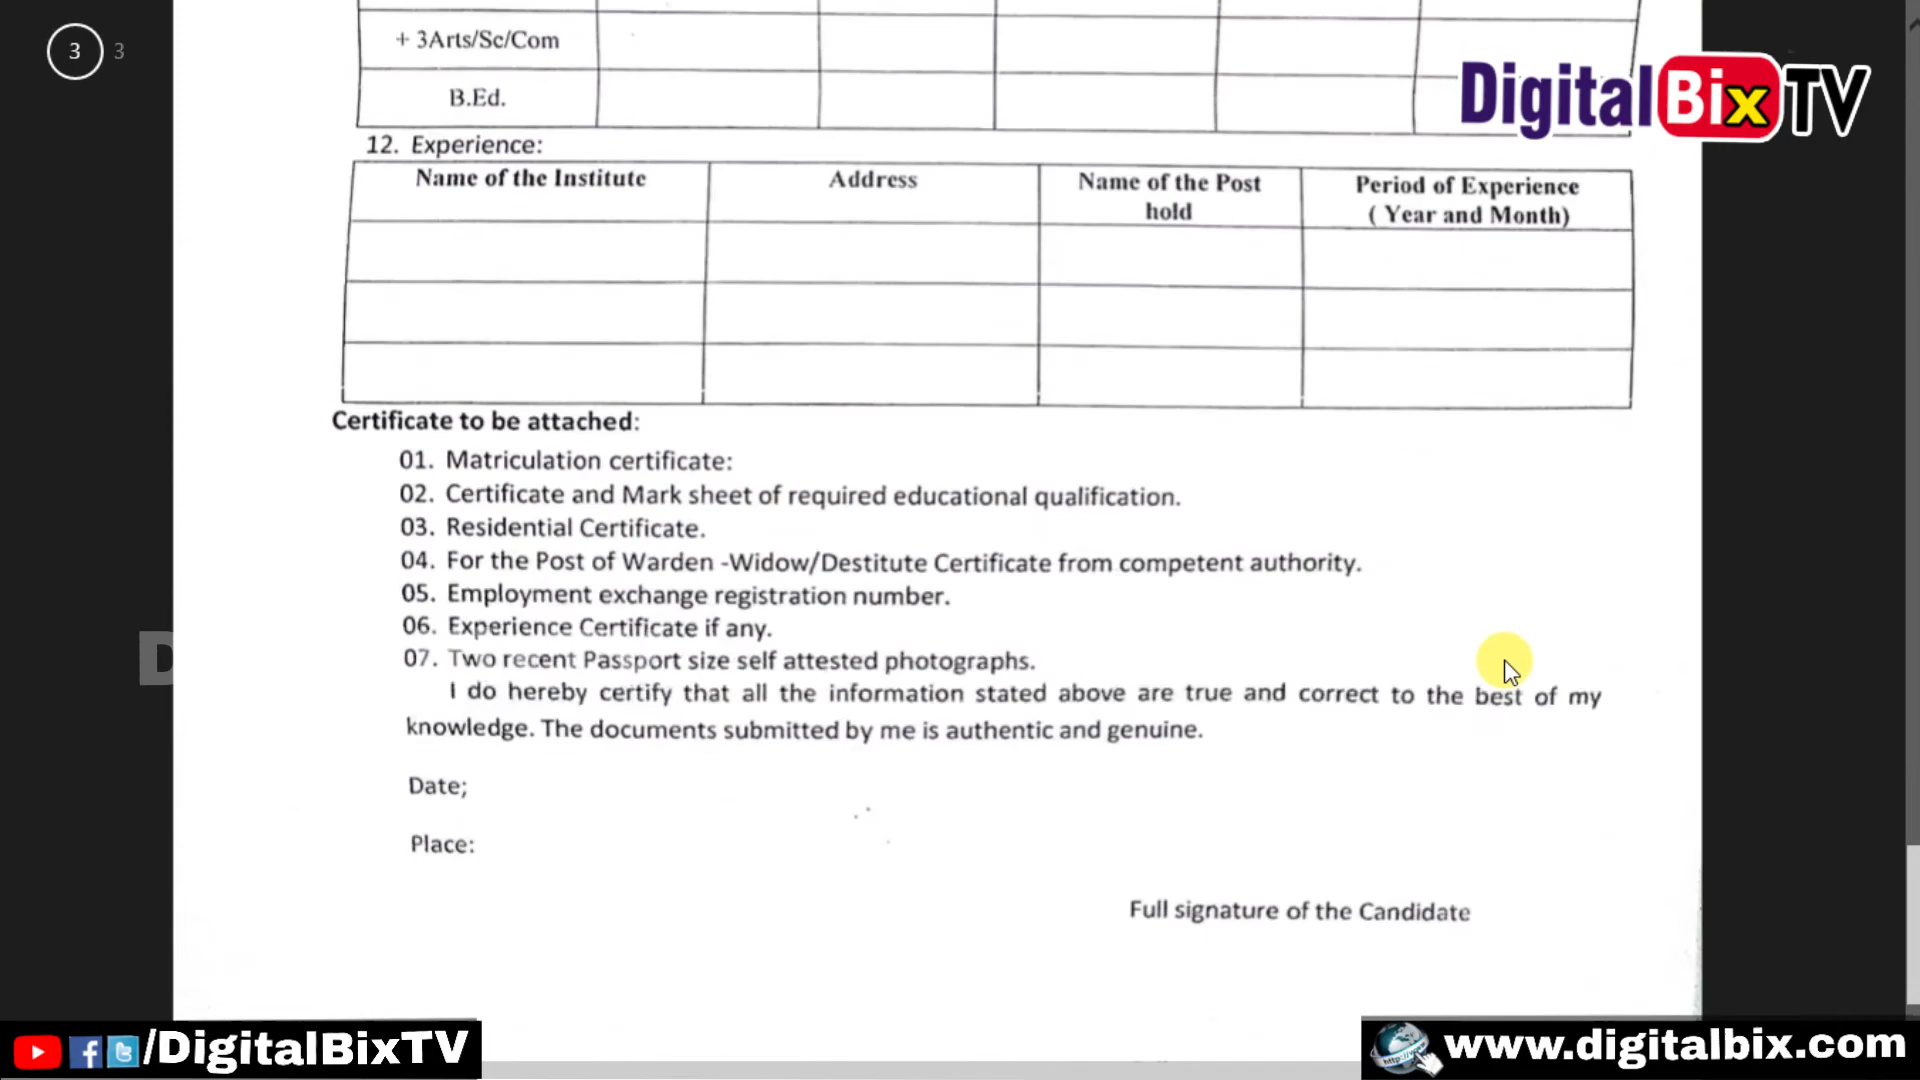 3 3
+ 3Arts/Sc/Com
B.Ed.
DigitalBixTV
12. Experience:
Name of the Institute Address Name of the Post hold Period of Experience ( Year and Month)
Certificate to be attached:
01. Matriculation certificate:
02. Certificate and Mark sheet of required educational qualification.
03. Residential Certificate.
04. For the Post of Warden -Widow/Destitute Certificate from competent authority.
05. Employment exchange registration number.
06. Experience Certificate if any.
07. Two recent Passport size self attested photographs.
I do hereby certify that all the information stated above are true and correct to the best of my
knowledge. The documents submitted by me is authentic and genuine.
Date;
Place:
Full signature of the Candidate
/DigitalBixTV
www.digitalbix.com